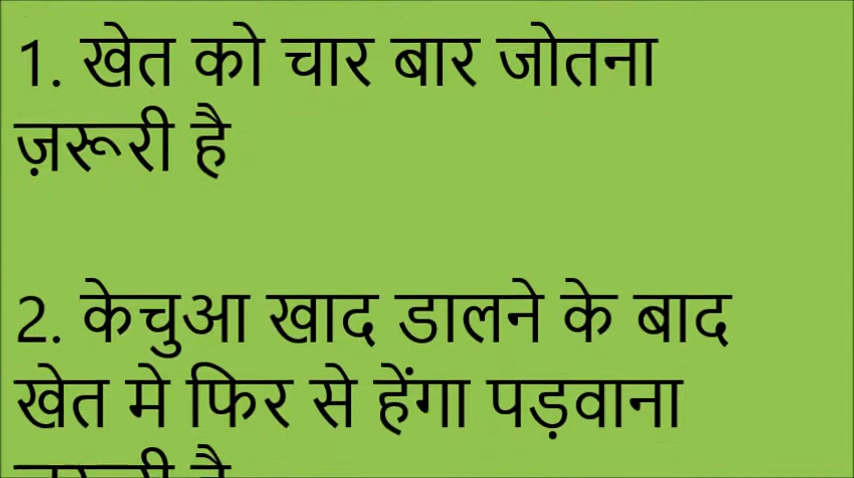 1. खेत को चार बार जोतना
ज़रूरी है
2. केचुआ खाद डालने के बाद
खेत मे फिर से हेंगा पड़वाना